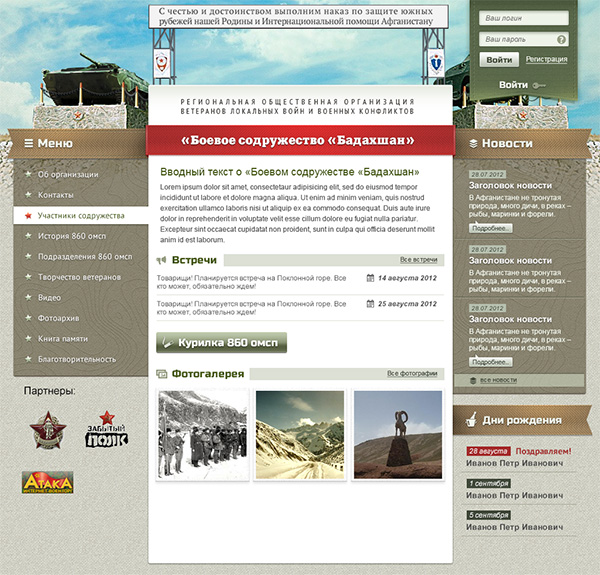 С честью и достоинством выполним наказ по защите южных
рубежей нашей Родины и Интернациональной помощи Афганистану
Ваш логин
Ваш пароль
?
Войти
Регистрация
Войти
РЕГИОНАЛЬНАЯ ОБЩЕСТВЕННАЯ ОРГАНИЗАЦИЯ
ВЕТЕРАНОВ ЛОКАЛЬНЫХ ВОЙН И ВОЕННЫХ КОНФЛИКТОВ
«Боевое содружество «Бадахшан»
Меню
Об организации
Контакты
Участники содружества
История 860 омсп
Подразделения 860 омсп
Творчество ветеранов
Видео
Фотоархив
Книга памяти
Благотворительность
Партнеры:
ЗАБЫТЫЙ
ПОЛК
АТАКА
Вводный текст о «Боевом содружестве «Бадахшан»
Lorem ipsum dolor sit amet, consectetaur adipisicing elit, sed do eiusmod tempor
incididunt ut labore et dolore magna aliqua. Ut enim ad minim veniam, quis nostrud
exercitation ullamco laboris nisi ut aliquip ex ea commodo consequat. Duis aute irure
dolor in reprehenderit in voluptate velit esse cillum dolore eu fugiat nulla pariatur.
Excepteur sint occaecat cupidatat non proident, sunt in culpa qui officia deserunt mollit
anim id est laborum.
Встречи
Все встречи
Товарищи! Планируется встреча на Поклонной горе. Все
кто может, обязательно ждем!
14 августа 2012
Товарищи! Планируется встреча на Поклонной горе. Все
кто может, обязательно ждем!
25 августа 2012
Курилка 860 омсп
Фотогалерея
Все фотографии
Новости
28.07.2012
Заголовок новости
В Афганистане не тронутая
природа, много дичи, в реках –
рыбы, маринки и форели.
Подробнее..
28.07.2012
Заголовок новости
В Афганистане не тронутая
природа, много дичи, в реках –
рыбы, маринки и форели.
28.07.2012
Заголовок новости
В Афганистане не тронутая
природа, много дичи, в реках –
рыбы, маринки и форели.
Подробнее..
все новости
Дни рождения
28 августа Поздравляем!
Иванов Петр Иванович
1 сентября
Иванов Петр Иванович
5 сентября
Иванов Петр Иванович